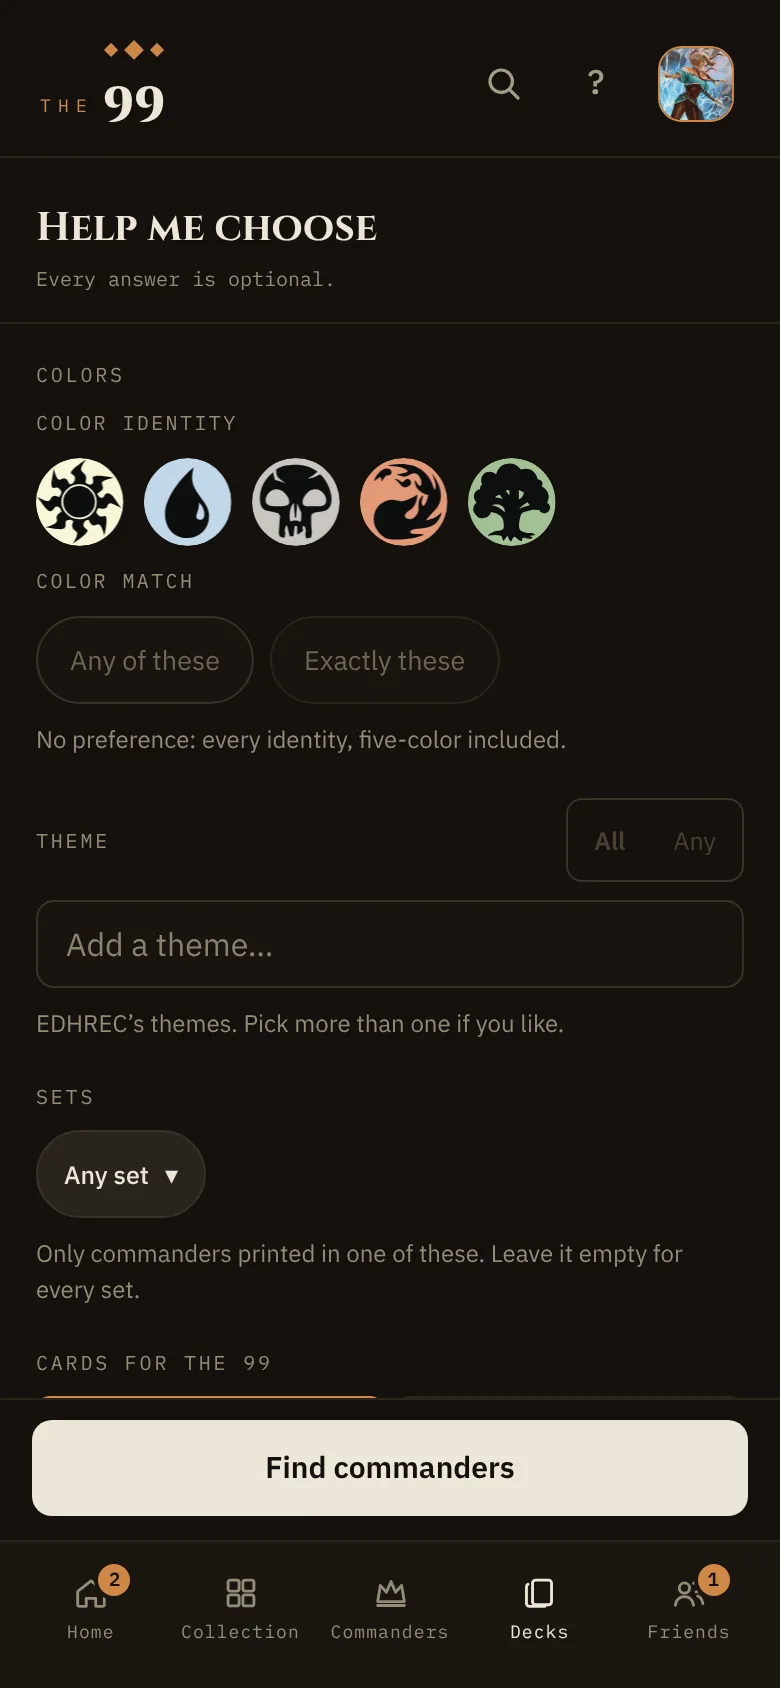 THE 99
?
Help me choose
Every answer is optional.
COLORS
COLOR IDENTITY
COLOR MATCH
Any of these
Exactly these
No preference: every identity, five-color included.
THEME
All
Any
Add a theme...
EDHREC’s themes. Pick more than one if you like.
SETS
Any set ▼
Only commanders printed in one of these. Leave it empty for
every set.
CARDS FOR THE 99
Find commanders
2
1
Home
Collection
Commanders
Decks
Friends